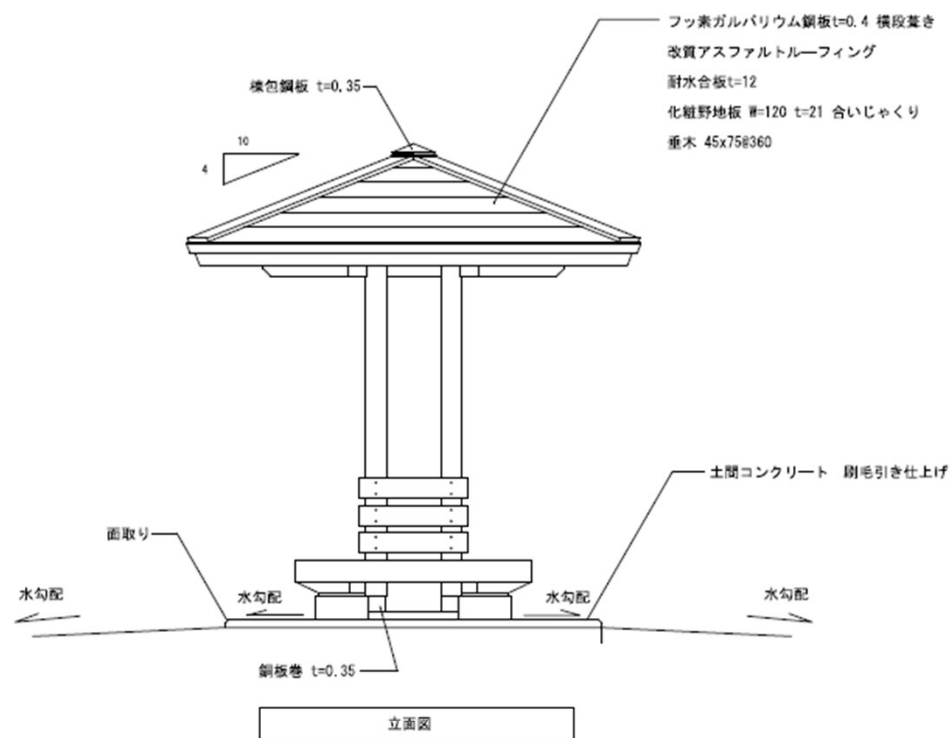 フッ素ガルバリウム鋼板t=0.4 横段葺き
改質アスファルトルーフィング
耐水合板t=12
化粧野地板 W=120 t=21 合いじゃくり
垂木 45x75@360
棟包鋼板 t=0.35
10
4
土間コンクリート 刷毛引き仕上げ
面取り
水勾配
水勾配
水勾配
水勾配
銅板巻 t=0.35
立面図